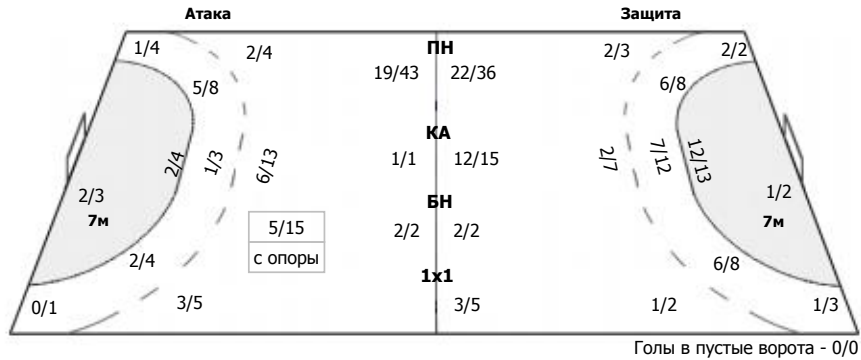 Атака Защита
1/4 2/4 ПН 2/3 2/2
19/43 22/36
5/8 6/8
КА
2/4 1/3 6/13 1/1 12/15 2/7 7/12 12/13
2/3 1/2
7м 7м
БН
5/15 2/2 2/2
с опоры
2/4 6/8
1x1
0/1 3/5 3/5 1/2 1/3
Голы в пустые ворота - 0/0